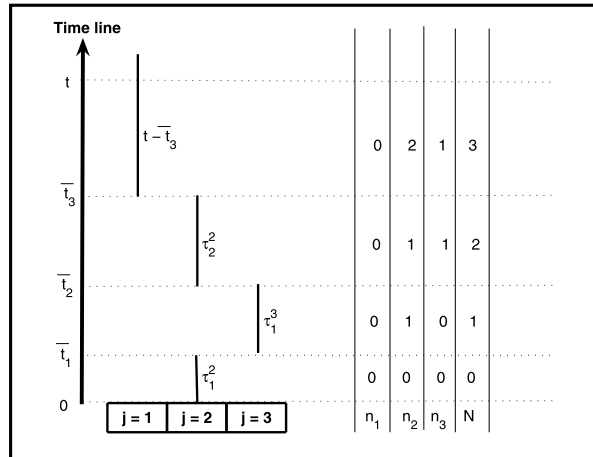 Time line
t
t – t̅₃
0 2 1 3
t̅₃
τ₂²
0 1 1 2
t̅₂
τ₁³
0 1 0 1
t̅₁
τ₁²
0 0 0 0
0
j = 1 j = 2 j = 3
n₁ n₂ n₃ N